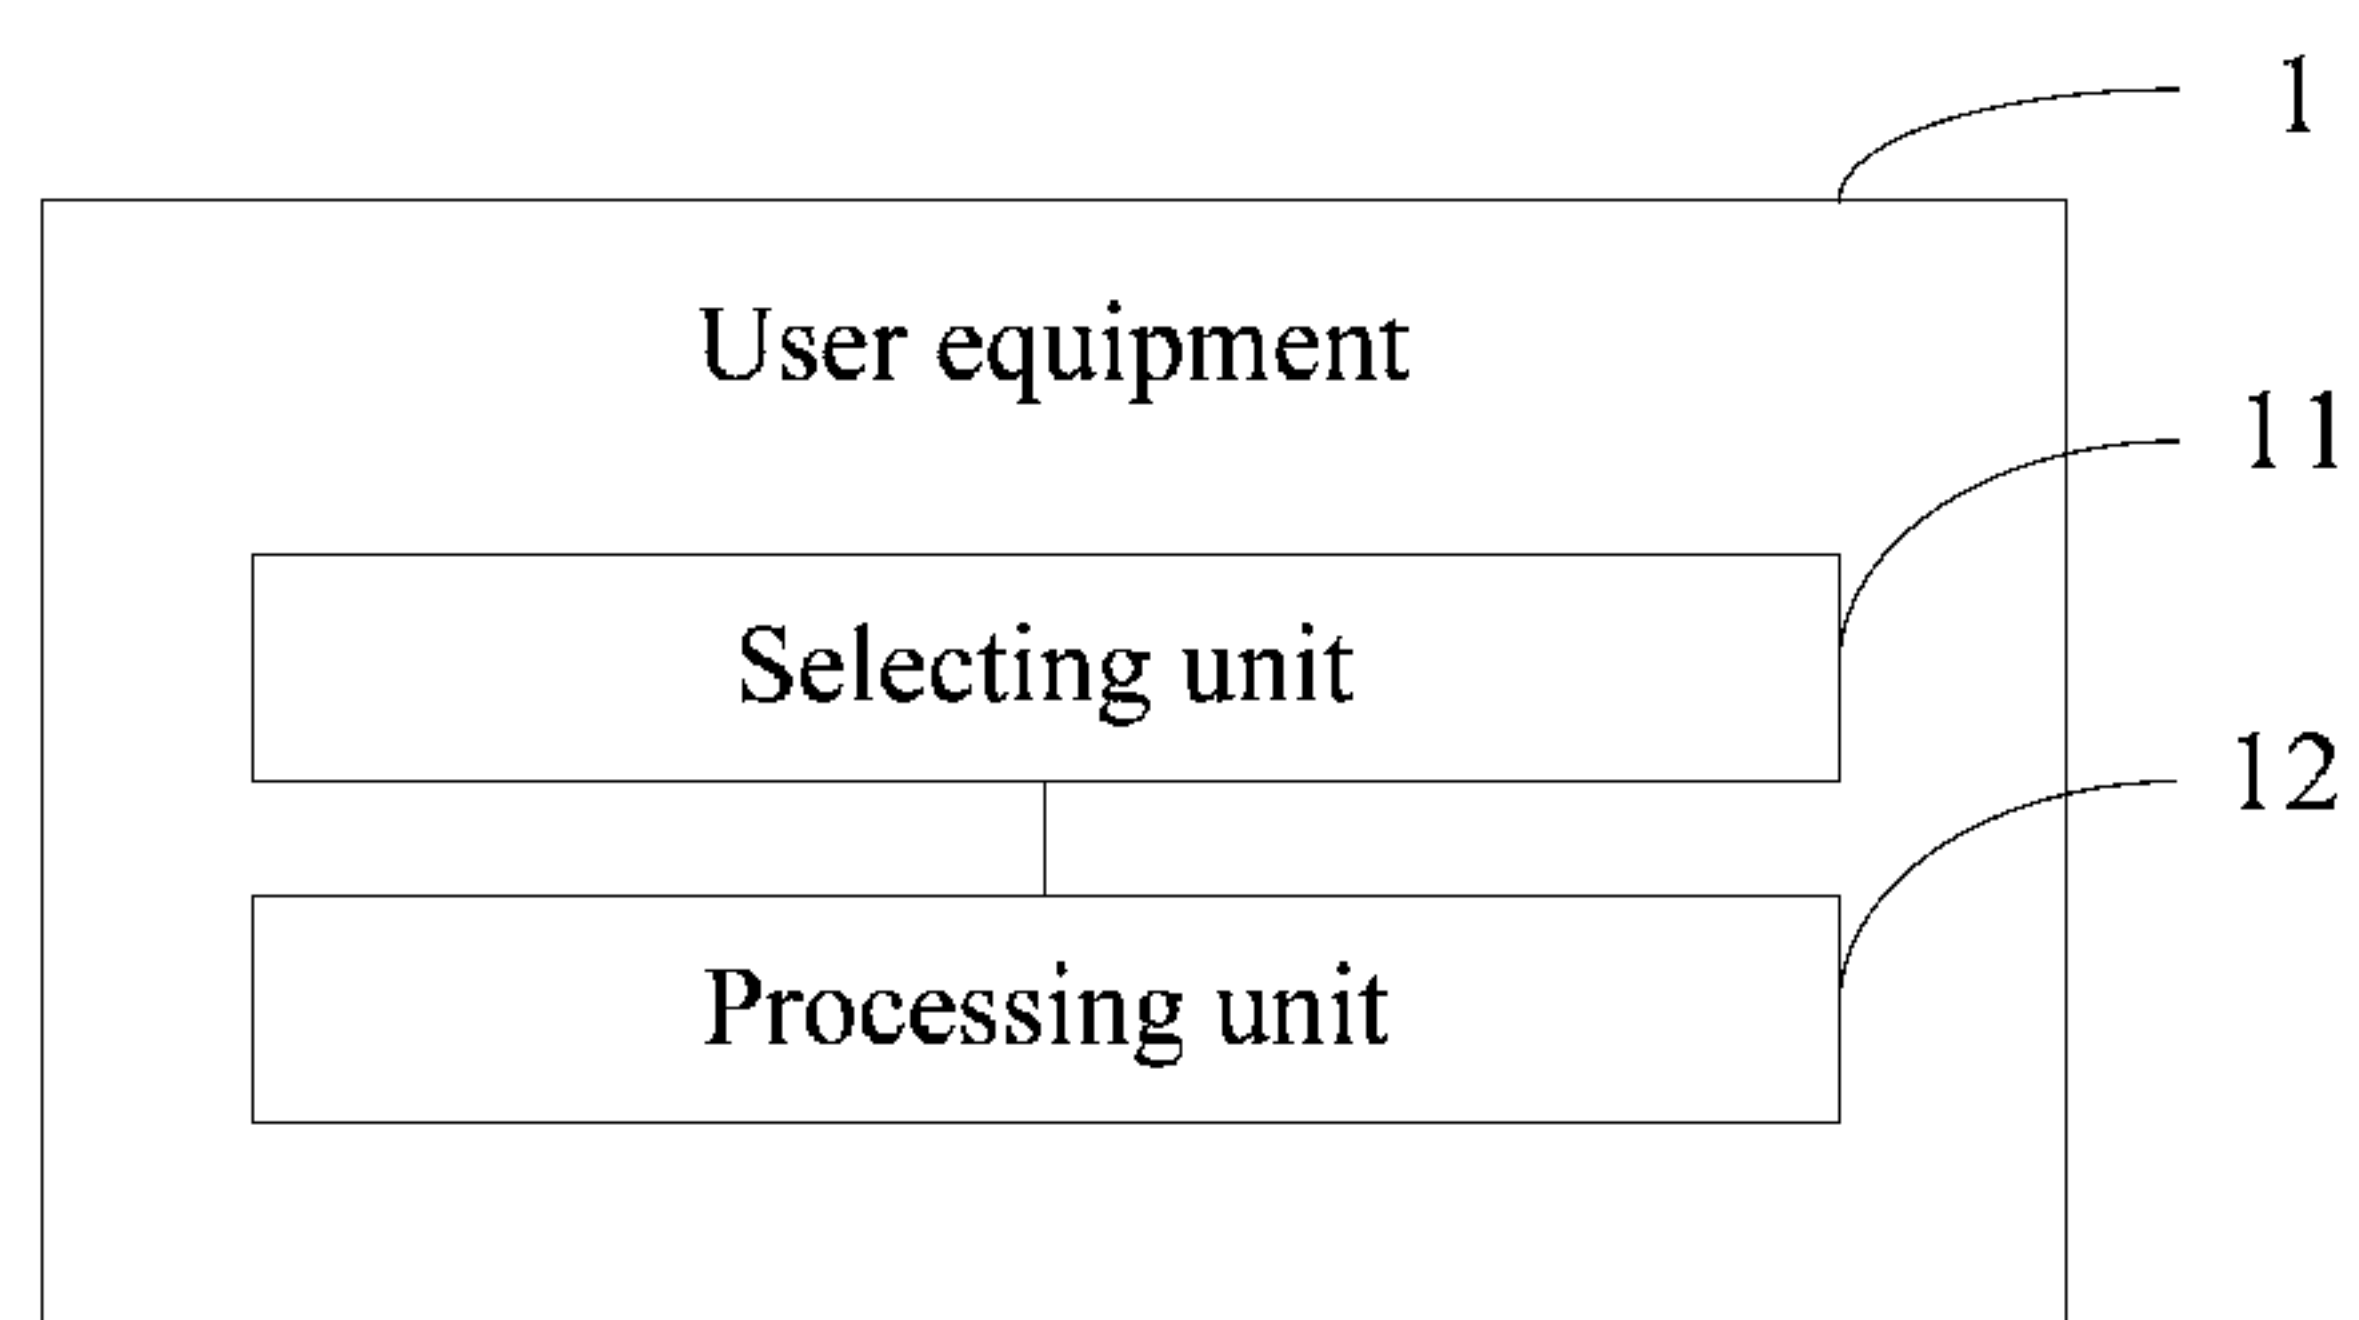 1
User equipment
11
Selecting unit
12
Processing unit